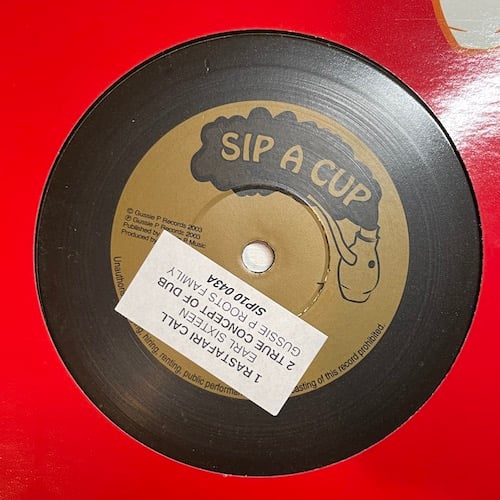 SIP A CUP
℗ Gussie P Records 2003
© Gussie P Records 2003
Published by P Music
Produced by
1 RASTAFARI CALL
EARL SIXTEEN
2 TRUE CONCEPT OF DUB
GUSSIE P ROOTS FAMILY
SIP10 043A
hiring, renting, public performance casting of this record prohibited.